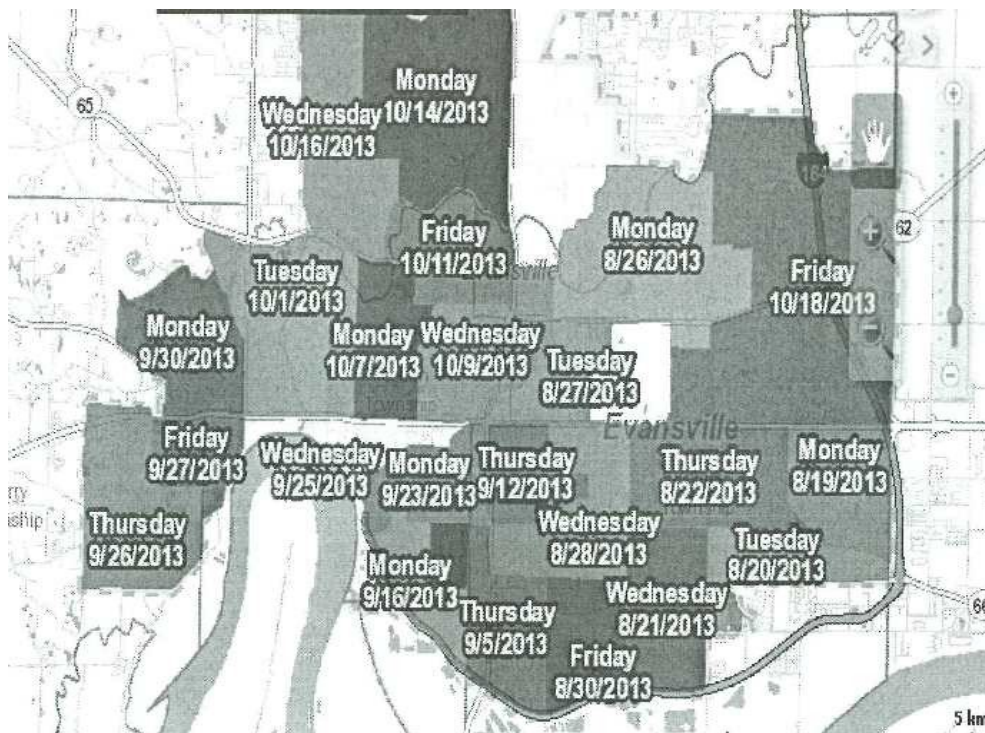 Monday
10/14/2013
Wednesday
10/16/2013
65
164
62
Friday
10/11/2013
Monday
8/26/2013
Tuesday
10/1/2013
Friday
10/18/2013
Monday
9/30/2013
Monday
10/7/2013
Wednesday
10/9/2013
Tuesday
8/27/2013
Evansville
Friday
9/27/2013
Wednesday
9/25/2013
Monday
9/23/2013
Thursday
9/12/2013
Thursday
8/22/2013
Monday
8/19/2013
Thursday
9/26/2013
Wednesday
8/28/2013
Tuesday
8/20/2013
Monday
9/16/2013
Thursday
9/5/2013
Wednesday
8/21/2013
Friday
8/30/2013
66
5 km